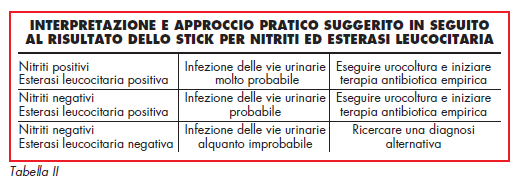 INTERPRETAZIONE E APPROCCIO PRATICO SUGGERITO IN SEGUITO
AL RISULTATO DELLO STICK PER NITRITI ED ESTERASI LEUCOCITARIA
Nitriti positivi Infezione delle vie urinarie Eseguire urocoltura e iniziare
Esterasi leucocitaria positiva molto probabile terapia antibiotica empirica
Nitriti negativi Infezione delle vie urinarie Eseguire urocoltura e iniziare
Esterasi leucocitaria positiva probabile terapia antibiotica empirica
Nitriti negativi Infezione delle vie urinarie Ricercare una diagnosi
Esterasi leucocitaria negativa alquanto improbabile alternativa
Tabella II